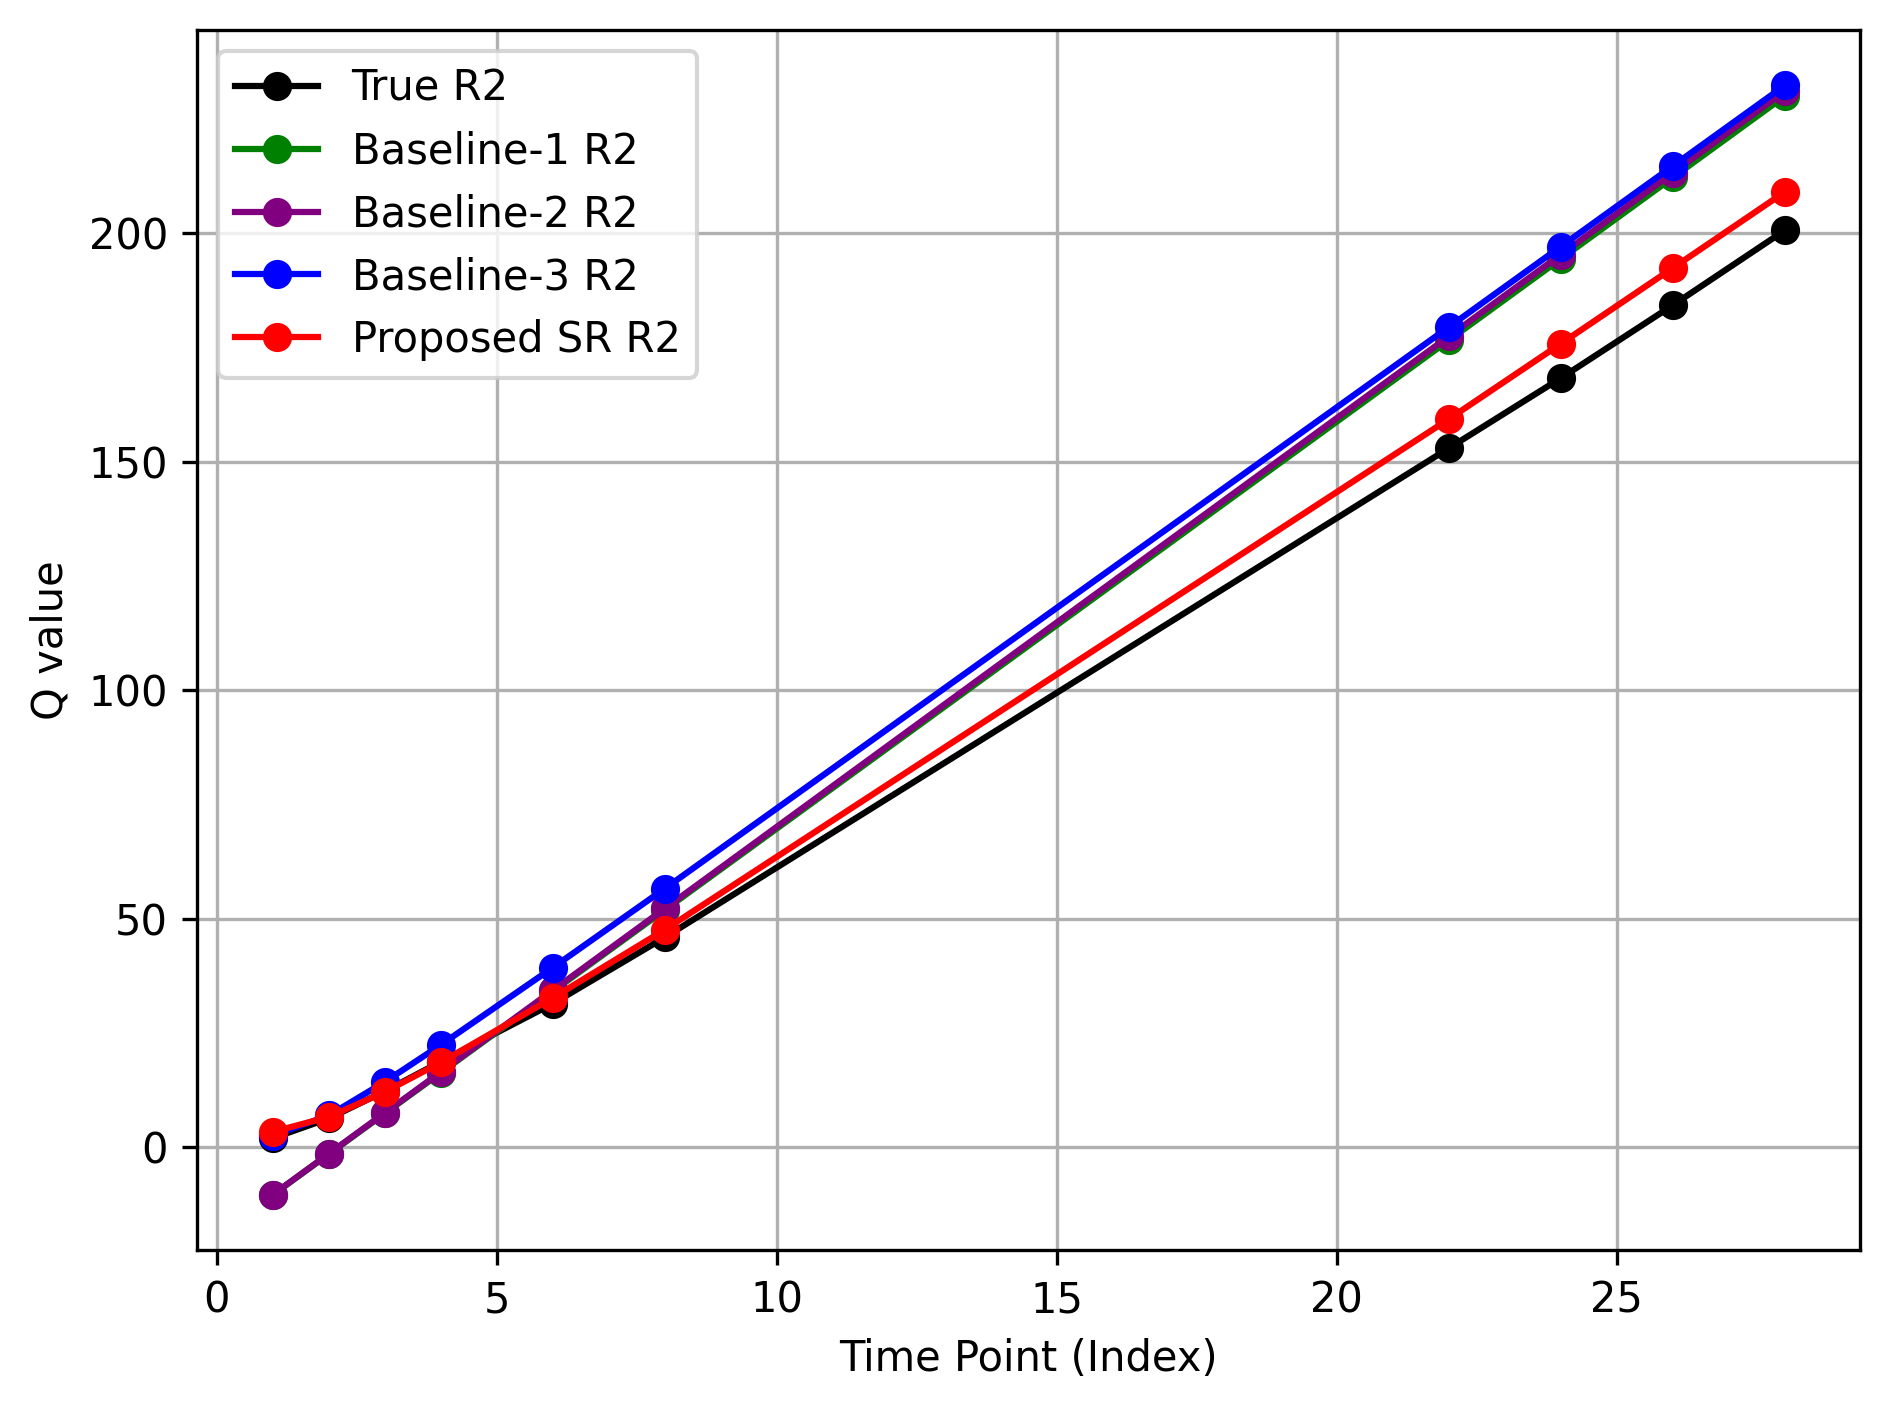 True R2
Baseline-1 R2
Baseline-2 R2
Baseline-3 R2
Proposed SR R2
200
150
100
50
0
Q value
0 5 10 15 20 25
Time Point (Index)